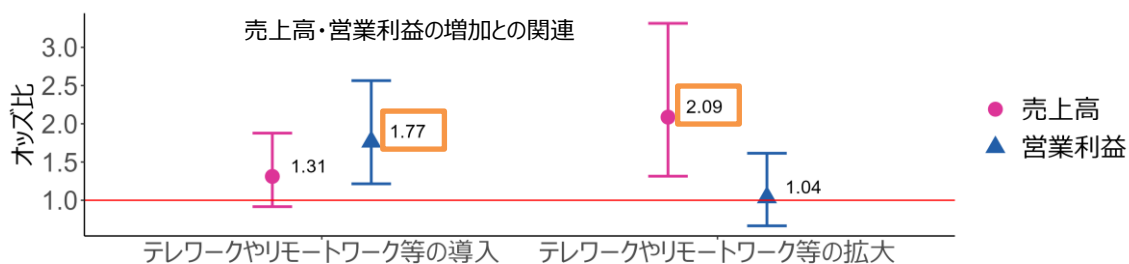 売上高・営業利益の増加との関連
オッズ比
3.0
2.5
2.0
1.5
1.0
1.31
1.77
2.09
1.04
テレワークやリモートワーク等の導入
テレワークやリモートワーク等の拡大
売上高
営業利益